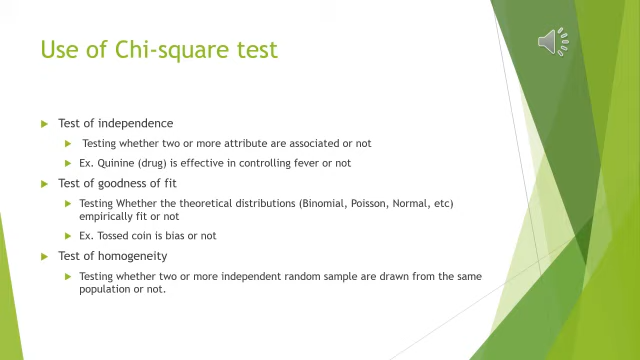 Use of Chi-square test
Test of independence
Testing whether two or more attribute are associated or not
Ex. Quinine (drug) is effective in controlling fever or not
Test of goodness of fit
Testing Whether the theoretical distributions (Binomial, Poisson, Normal, etc)
empirically fit or not
Ex. Tossed coin is bias or not
Test of homogeneity
Testing whether two or more independent random sample are drawn from the same
population or not.